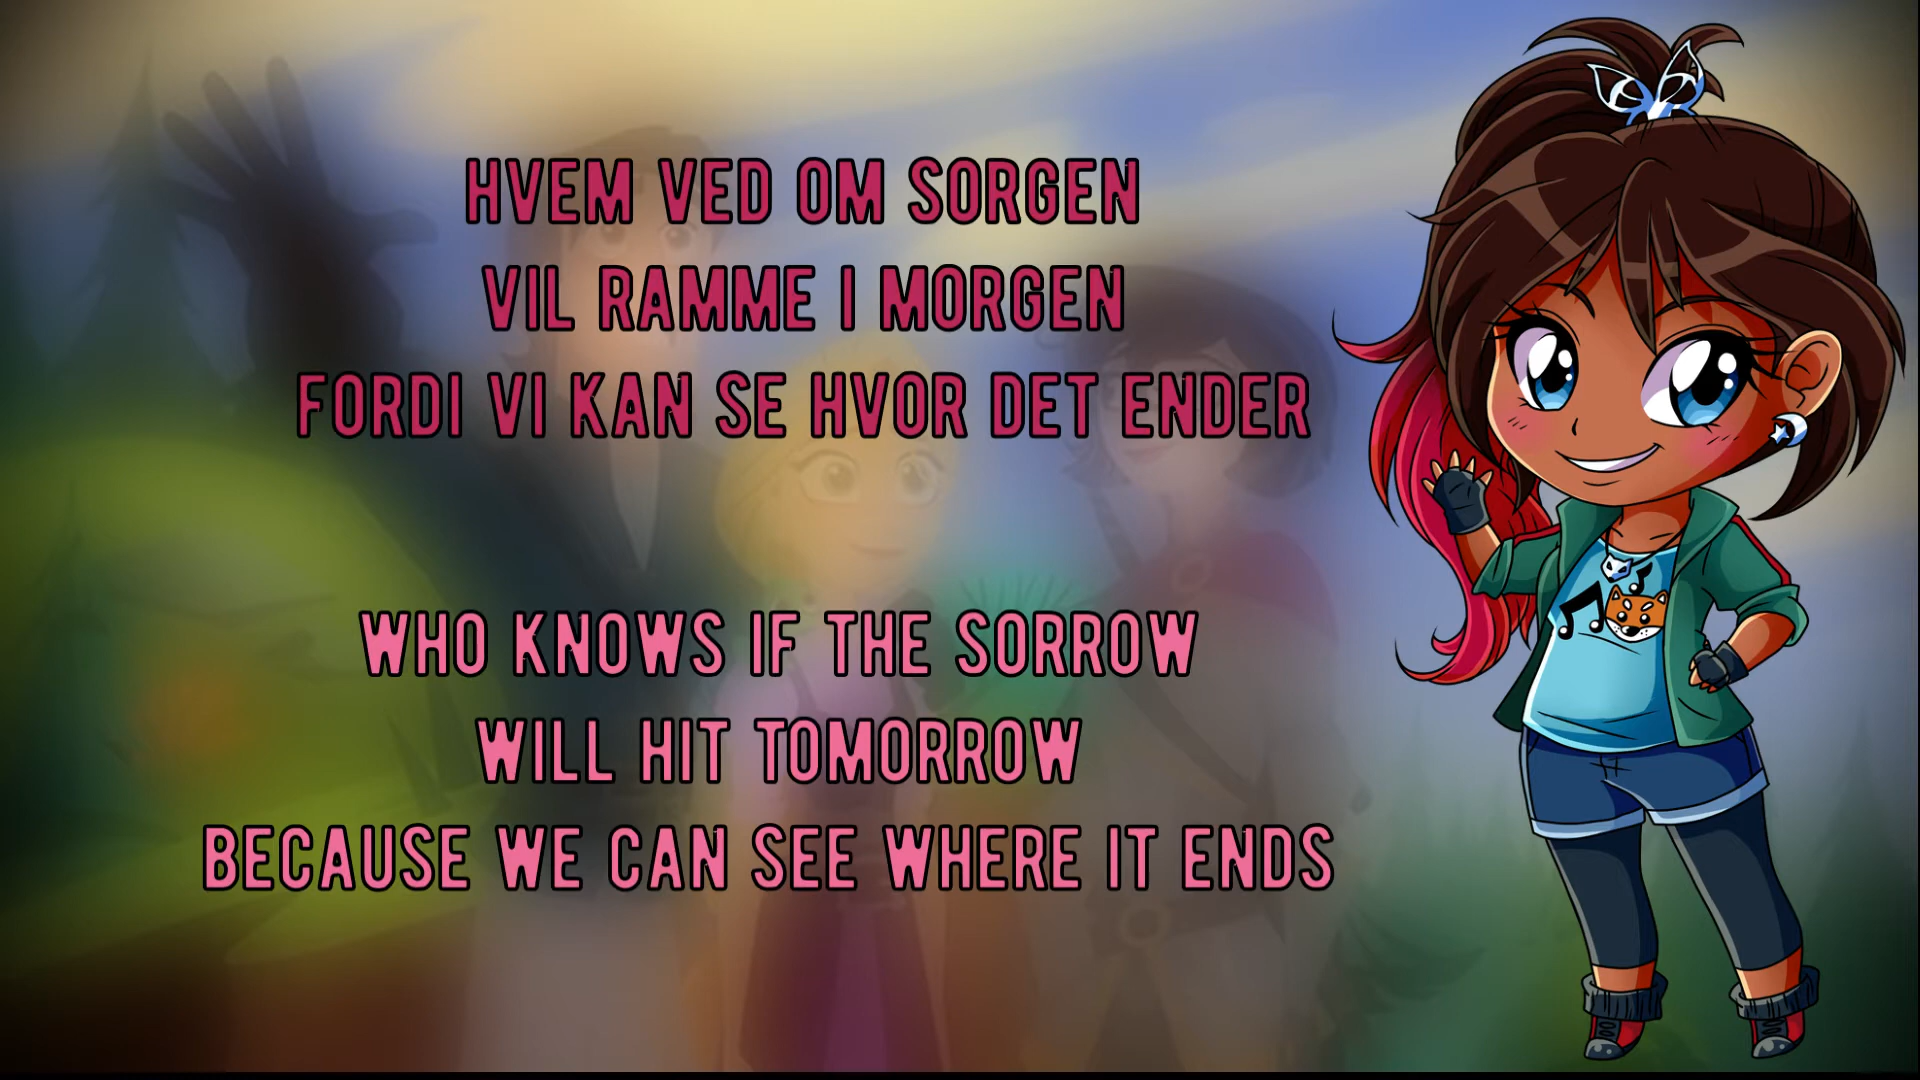 HVEM VED OM SORGEN
VIL RAMME I MORGEN
FORDI VI KAN SE HVOR DET ENDER
WHO KNOWS IF THE SORROW
WILL HIT TOMORROW
BECAUSE WE CAN SEE WHERE IT ENDS